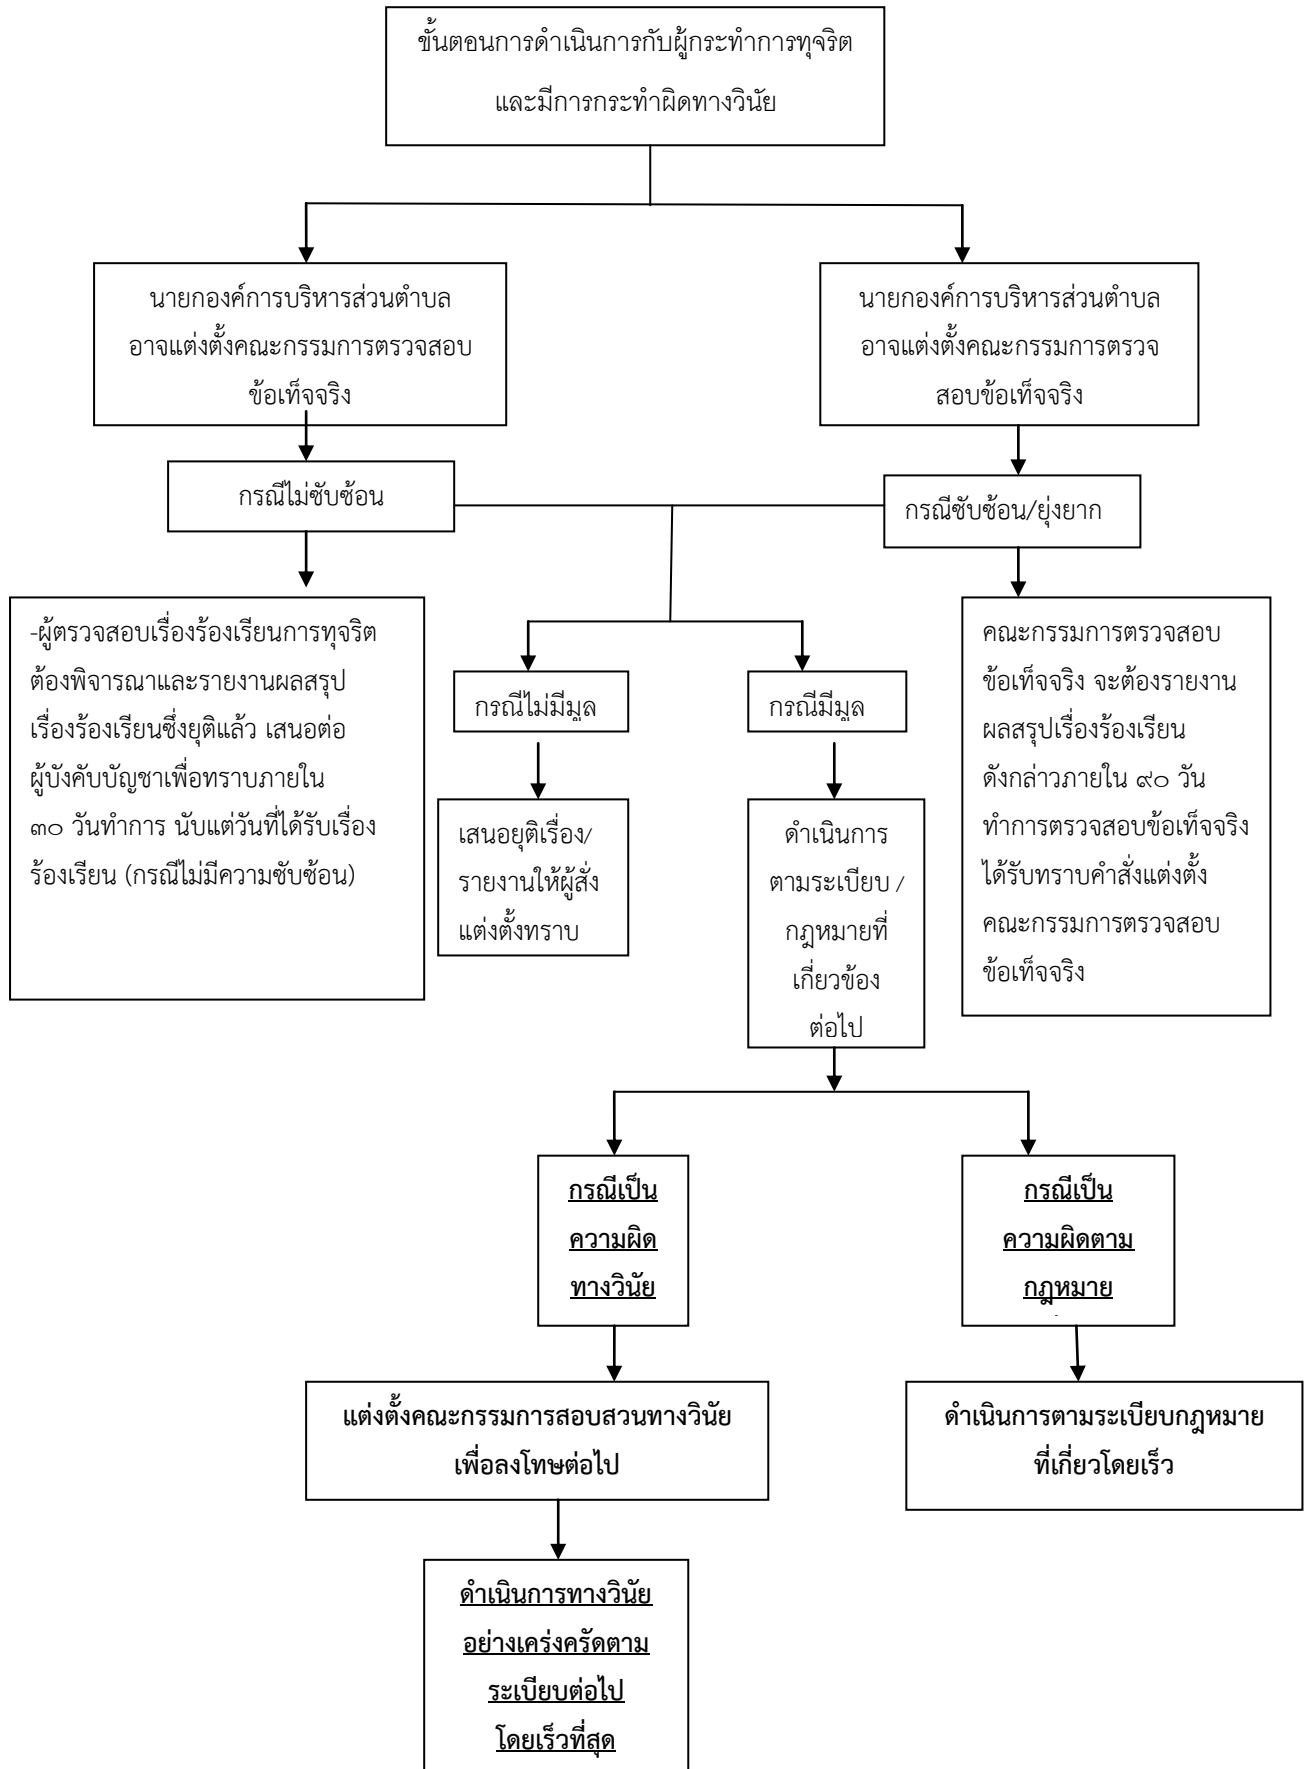 ขั้นตอนการดำเนินการกับผู้กระทำการทุจริต
และมีการกระทำผิดทางวินัย
นายกองค์การบริหารส่วนตำบล
อาจแต่งตั้งคณะกรรมการตรวจสอบ
ข้อเท็จจริง
นายกองค์การบริหารส่วนตำบล
อาจแต่งตั้งคณะกรรมการตรวจ
สอบข้อเท็จจริง
กรณีไม่ซับซ้อน
กรณีซับซ้อน/ยุ่งยาก
-ผู้ตรวจสอบเรื่องร้องเรียนการทุจริต
ต้องพิจารณาและรายงานผลสรุป
เรื่องร้องเรียนซึ่งยุติแล้ว เสนอต่อ
ผู้บังคับบัญชาเพื่อทราบภายใน
๓๐ วันทำการ นับแต่วันที่ได้รับเรื่อง
ร้องเรียน (กรณีไม่มีความซับซ้อน)
กรณีไม่มีมูล
กรณีมีมูล
คณะกรรมการตรวจสอบ
ข้อเท็จจริง จะต้องรายงาน
ผลสรุปเรื่องร้องเรียน
ดังกล่าวภายใน ๙๐ วัน
ทำการตรวจสอบข้อเท็จจริง
ได้รับทราบคำสั่งแต่งตั้ง
คณะกรรมการตรวจสอบ
ข้อเท็จจริง
เสนอยุติเรื่อง/
รายงานให้ผู้สั่ง
แต่งตั้งทราบ
ดำเนินการ
ตามระเบียบ /
กฎหมายที่
เกี่ยวข้อง
ต่อไป
กรณีเป็น
ความผิด
ทางวินัย
กรณีเป็น
ความผิดตาม
กฎหมาย
แต่งตั้งคณะกรรมการสอบสวนทางวินัย
เพื่อลงโทษต่อไป
ดำเนินการตามระเบียบกฎหมาย
ที่เกี่ยวโดยเร็ว
ดำเนินการทางวินัย
อย่างเคร่งครัดตาม
ระเบียบต่อไป
โดยเร็วที่สุด